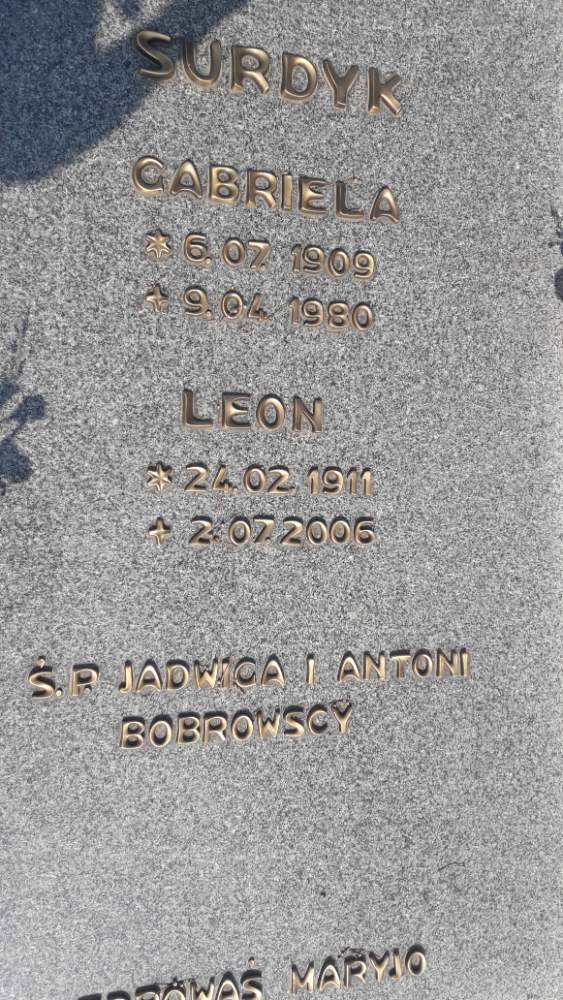 SURDYK
GABRIELA
* 6.07. 1909
+ 9.04. 1980
LEON
* 24.02. 1911
+ 2.07.2006
Ś.P. JADWIGA I ANTONI
BOBROWSCY
MARYJO